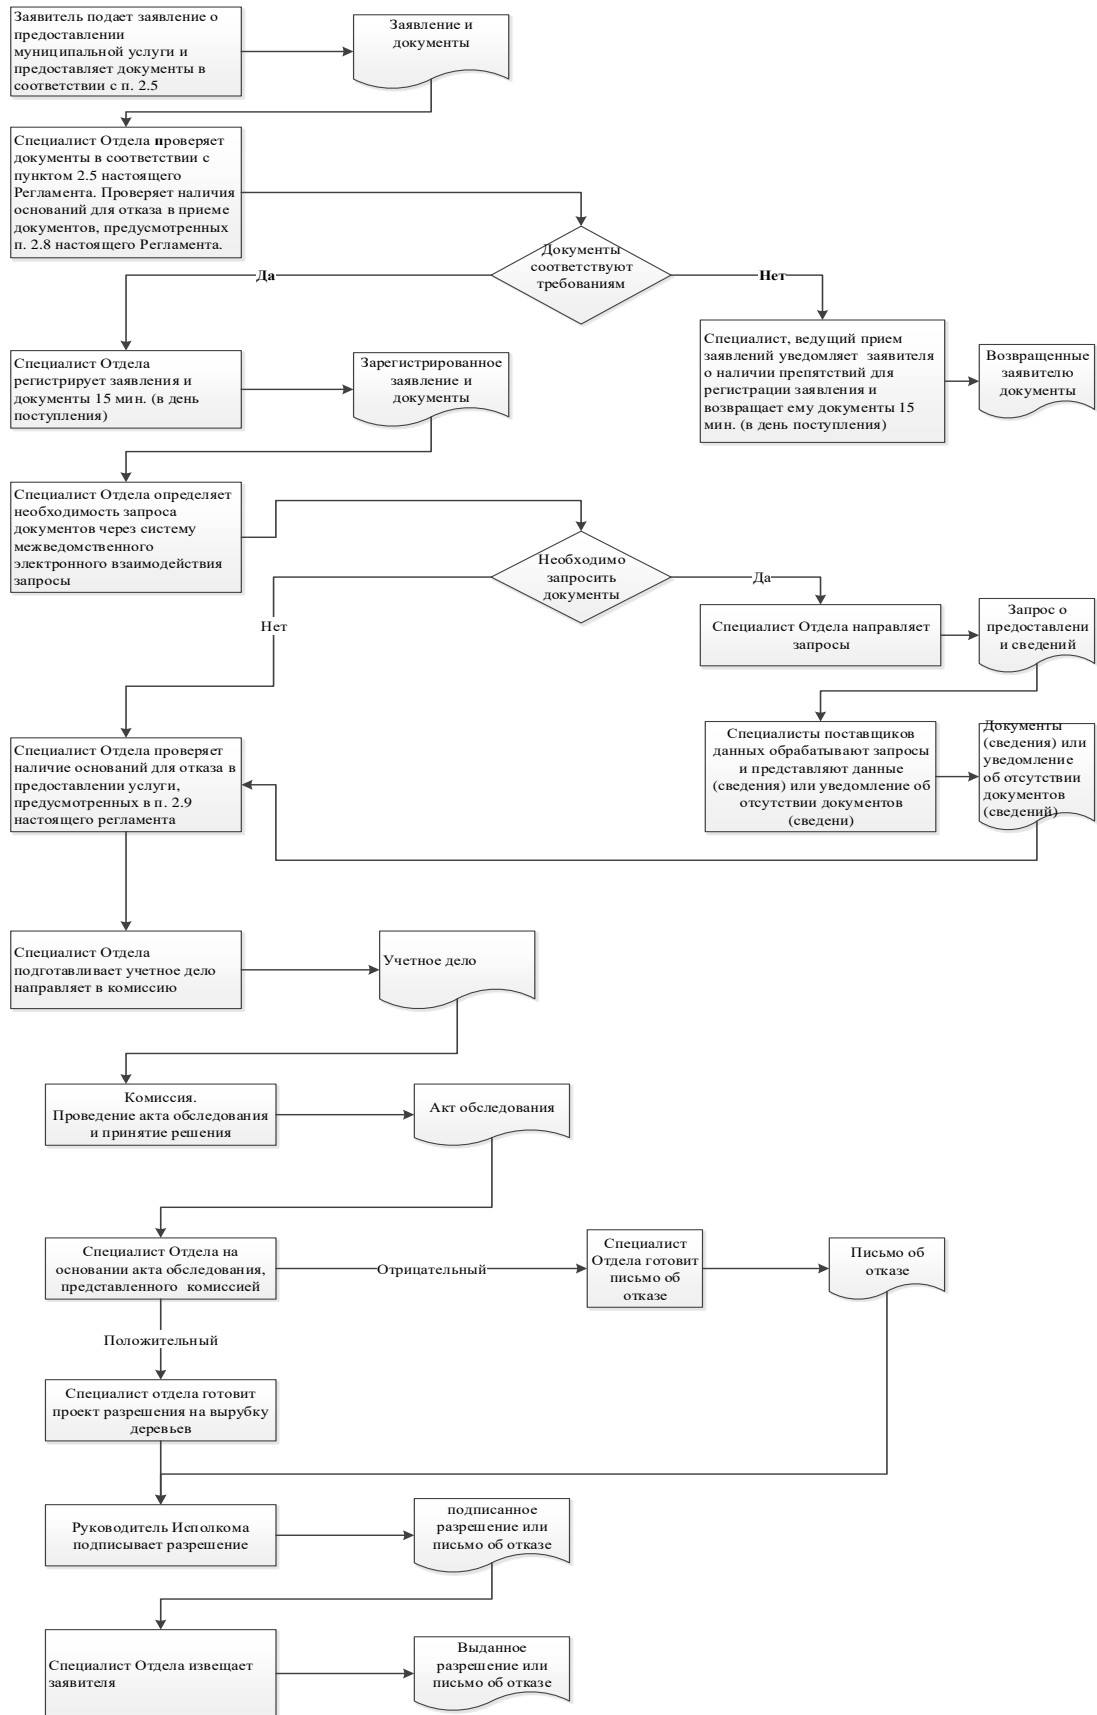 Заявитель подает заявление о
предоставлении
муниципальной услуги и
предоставляет документы в
соответствии с п. 2.5
Заявление и
документы
Специалист Отдела проверяет
документы в соответствии с
пунктом 2.5 настоящего
Регламента. Проверяет наличия
оснований для отказа в приеме
документов, предусмотренных
п. 2.8 настоящего Регламента.
Документы
соответствуют
требованиям
Да
Нет
Специалист Отдела
регистрирует заявления и
документы 15 мин. (в день
поступления)
Зарегистрированное
заявление и
документы
Специалист, ведущий прием
заявлений уведомляет заявителя
о наличии препятствий для
регистрации заявления и
возвращает ему документы 15
мин. (в день поступления)
Возвращенные
заявителю
документы
Специалист Отдела определяет
необходимость запроса
документов через систему
межведомственного
электронного взаимодействия
запросы
Необходимо
запросить
документы
Да
Нет
Специалист Отдела направляет
запросы
Запрос о
предоставлени
и сведений
Специалист Отдела проверяет
наличие оснований для отказа в
предоставлении услуги,
предусмотренных в п. 2.9
настоящего регламента
Специалисты поставщиков
данных обрабатывают запросы
и представляют данные
(сведения) или уведомление об
отсутствии документов
(сведени)
Документы
(сведения) или
уведомление
об отсутствии
документов
(сведений)
Специалист Отдела
подготавливает учетное дело
направляет в комиссию
Учетное дело
Комиссия.
Проведение акта обследования
и принятие решения
Акт обследования
Специалист Отдела на
основании акта обследования,
представленного комиссией
Отрицательный
Специалист
Отдела готовит
письмо об
отказе
Письмо об
отказе
Положительный
Специалист отдела готовит
проект разрешения на вырубку
деревьев
Руководитель Исполкома
подписывает разрешение
подписанное
разрешение или
письмо об отказе
Специалист Отдела извещает
заявителя
Выданное
разрешение или
письмо об отказе